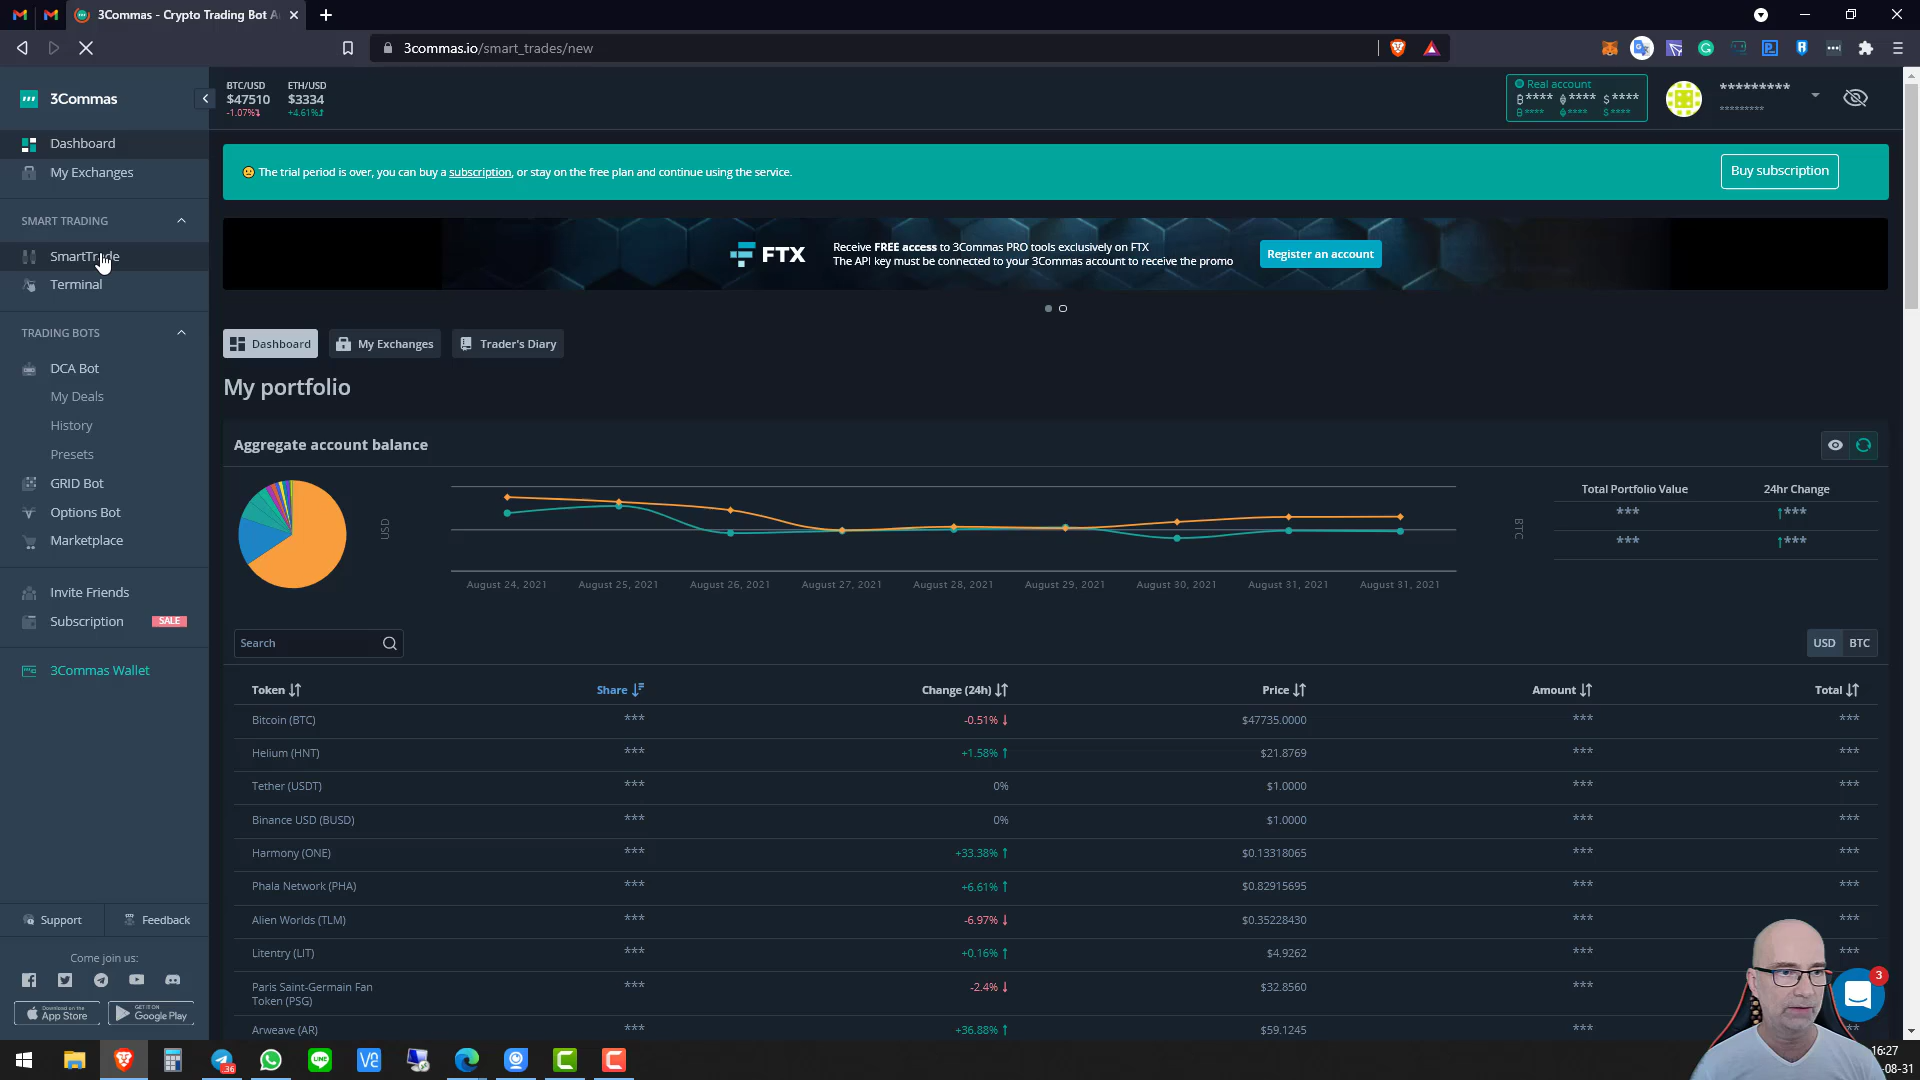 3Commas - Crypto Trading Bot A
3commas.io/smart_trades/new
3Commas
BTC/USD
$47510
-1.07%
ETH/USD
$3334
+4.61%
Real account
**** **** $****
**** **** $****
*********
*********
Dashboard
My Exchanges
SMART TRADING
SmartTrade
Terminal
TRADING BOTS
DCA Bot
My Deals
History
Presets
GRID Bot
Options Bot
Marketplace
Invite Friends
Subscription SALE
3Commas Wallet
Support Feedback
Come join us:
Download on the
App Store
GET IT ON
Google Play
The trial period is over, you can buy a subscription, or stay on the free plan and continue using the service.
Buy subscription
FTX
Receive FREE access to 3Commas PRO tools exclusively on FTX
The API key must be connected to your 3Commas account to receive the promo
Register an account
Dashboard My Exchanges Trader's Diary
My portfolio
Aggregate account balance
USD
BTC
August 24, 2021 August 25, 2021 August 26, 2021 August 27, 2021 August 28, 2021 August 29, 2021 August 30, 2021 August 31, 2021 August 31, 2021
Total Portfolio Value 24hr Change
*** ↑***
*** ↑***
Search
USD BTC
Token Share Change (24h) Price Amount Total
Bitcoin (BTC) *** -0.51% ↓ $47735.0000 *** ***
Helium (HNT) *** +1.58% ↑ $21.8769 *** ***
Tether (USDT) *** 0% $1.0000 *** ***
Binance USD (BUSD) *** 0% $1.0000 *** ***
Harmony (ONE) *** +33.38% ↑ $0.13318065 *** ***
Phala Network (PHA) *** +6.61% ↑ $0.82915695 *** ***
Alien Worlds (TLM) *** -6.97% ↓ $0.35228430 *** ***
Litentry (LIT) *** +0.16% ↑ $4.9262 ***
Paris Saint-Germain Fan
Token (PSG) *** -2.4% ↓ $32.8560 ***
Arweave (AR) *** +36.88% ↑ $59.1245 *** **
3
36
16:27
-08-31